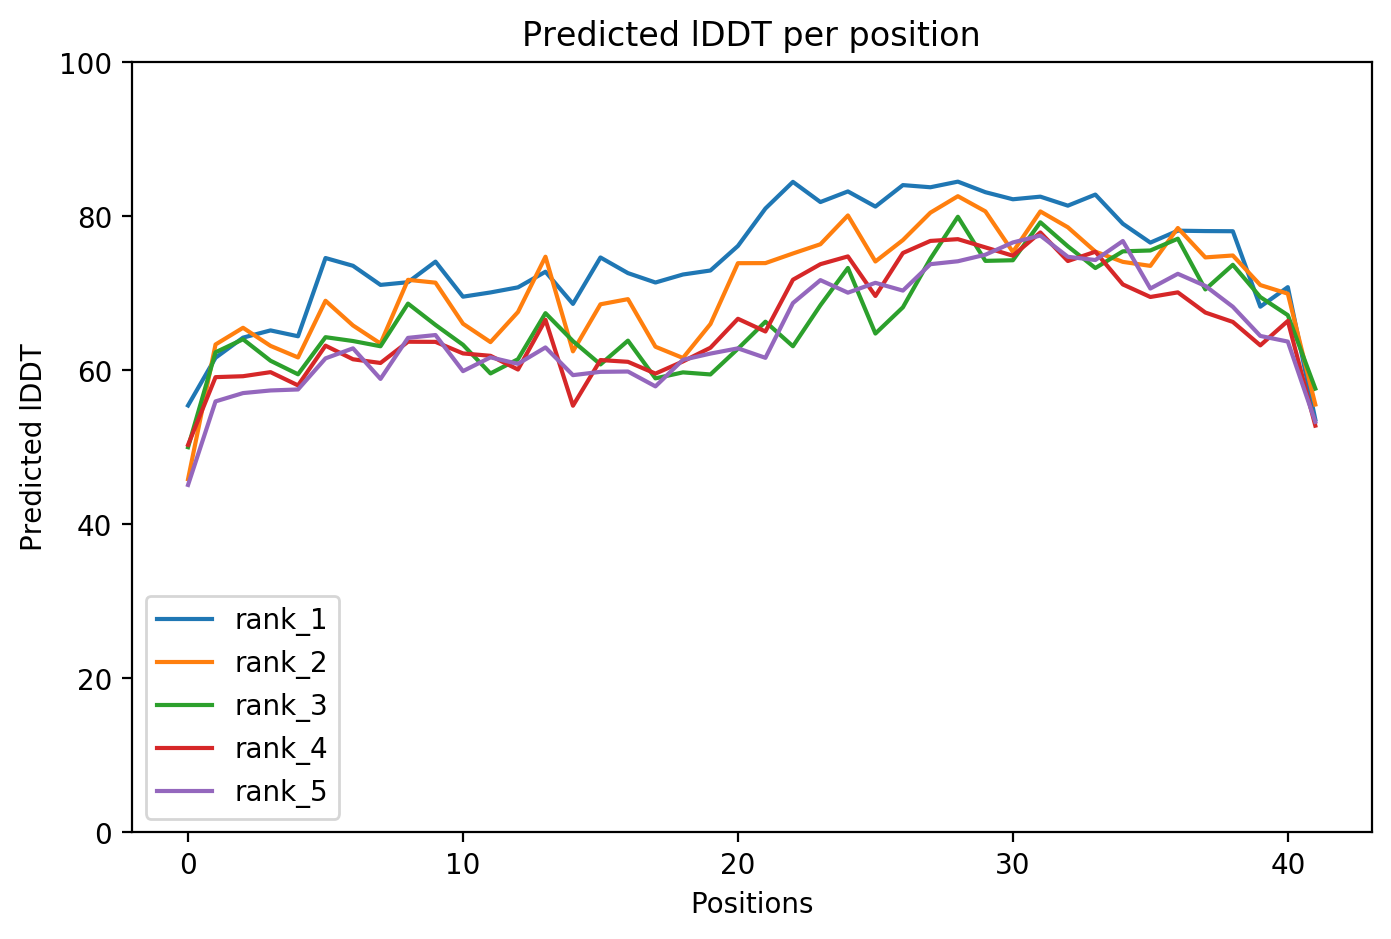 Predicted lDDT per position
100
80
60
40
20
0
Predicted lDDT
rank_1
rank_2
rank_3
rank_4
rank_5
0 10 20 30 40
Positions